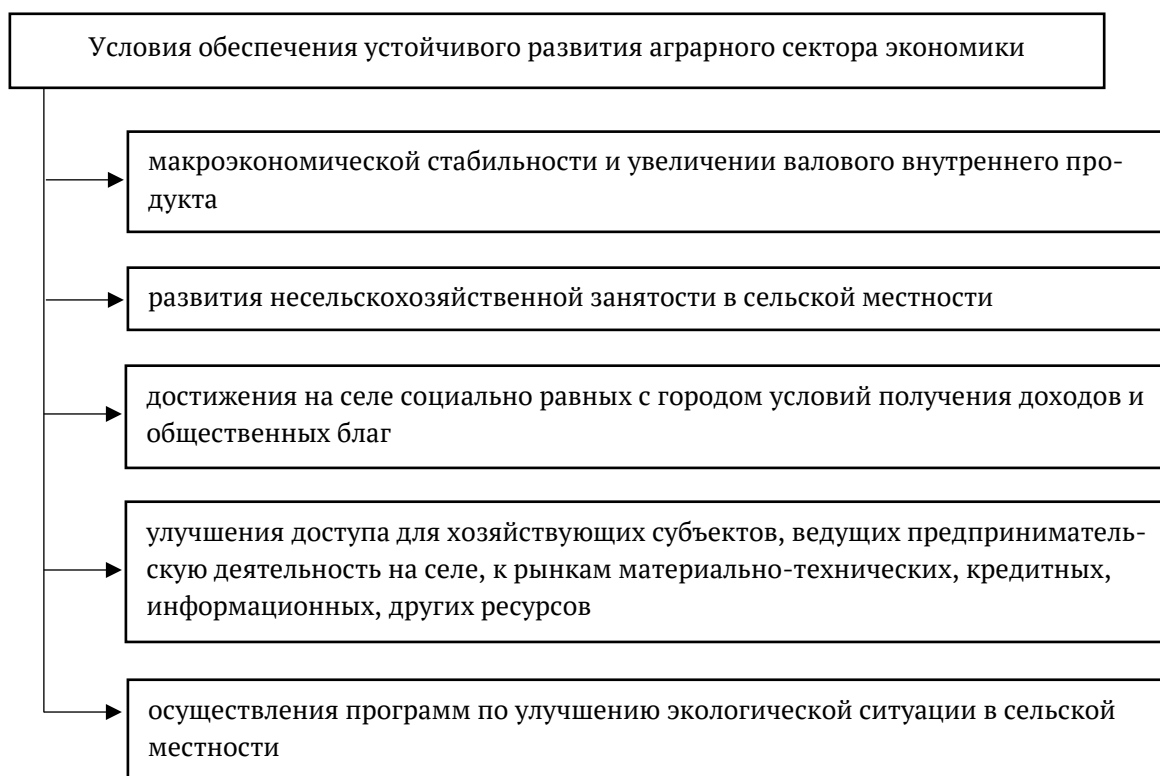 Условия обеспечения устойчивого развития аграрного сектора экономики
макроэкономической стабильности и увеличении валового внутреннего про-
дукта
развития несельскохозяйственной занятости в сельской местности
достижения на селе социально равных с городом условий получения доходов и
общественных благ
улучшения доступа для хозяйствующих субъектов, ведущих предприниматель-
скую деятельность на селе, к рынкам материально-технических, кредитных,
информационных, других ресурсов
осуществления программ по улучшению экологической ситуации в сельской
местности